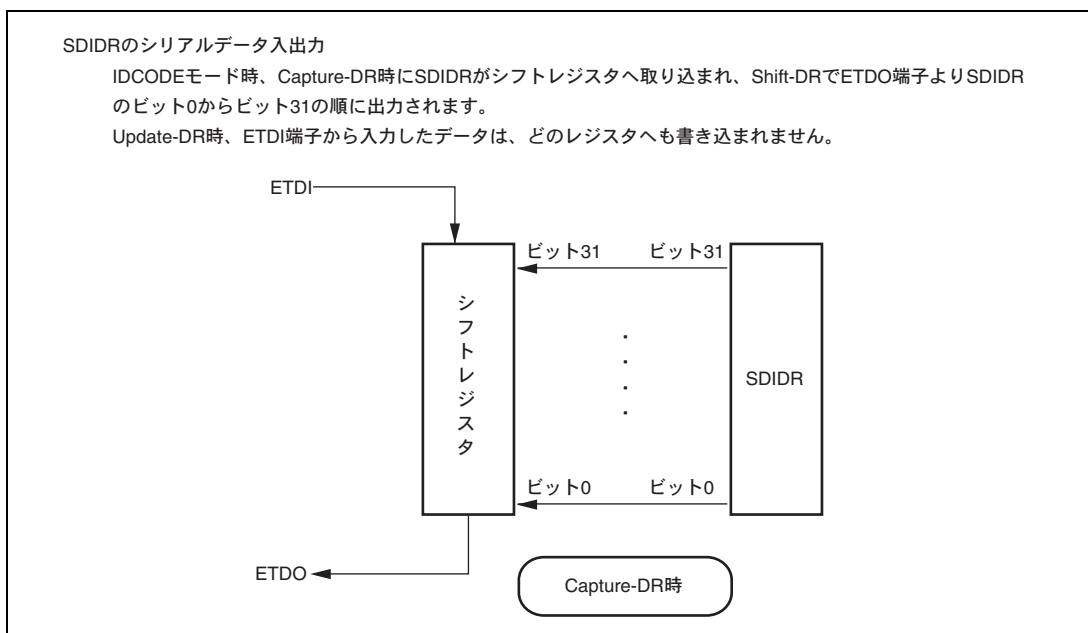 SDIDRのシリアルデータ入出力
IDCODEモード時、Capture-DR時にSDIDRがシフトレジスタへ取り込まれ、Shift-DRでETDO端子よりSDIDR
のビット0からビット31の順に出力されます。
Update-DR時、ETDI端子から入力したデータは、どのレジスタへも書き込まれません。
ETDI
ビット31 ビット31
シフトレジスタ
SDIDR
ビット0 ビット0
ETDO
Capture-DR時